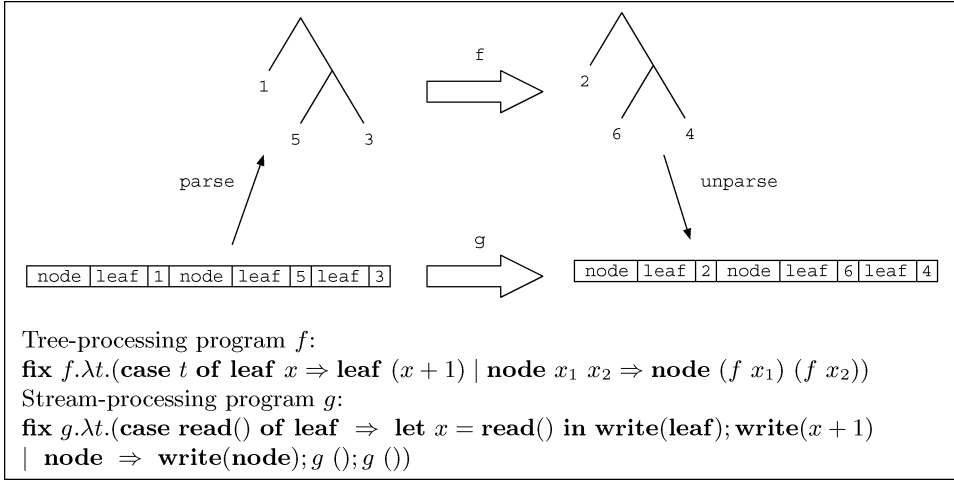 f
1
5 3
2
6 4
parse
unparse
g
node leaf 1 node leaf 5 leaf 3
node leaf 2 node leaf 6 leaf 4
Tree-processing program f:
fix f.λt.(case t of leaf x ⇒ leaf (x + 1) | node x₁ x₂ ⇒ node (f x₁) (f x₂))
Stream-processing program g:
fix g.λt.(case read() of leaf ⇒ let x = read() in write(leaf); write(x + 1)
| node ⇒ write(node); g (); g ())